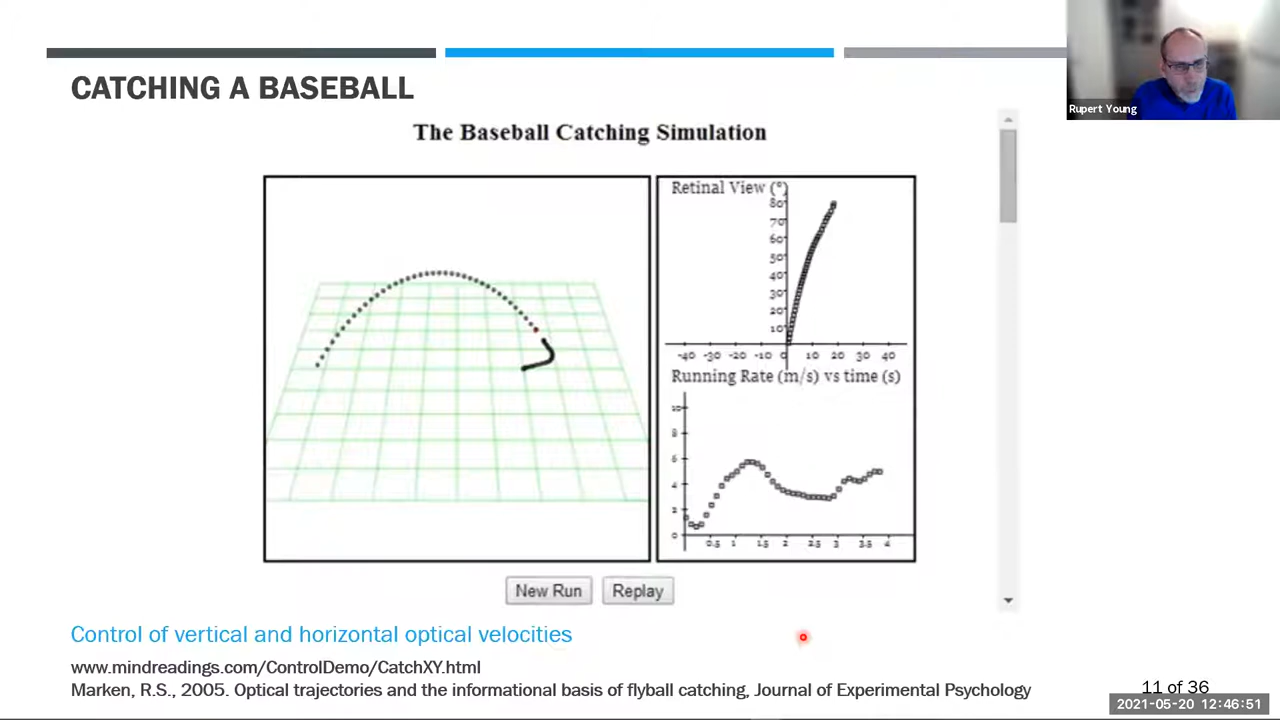 CATCHING A BASEBALL
Rupert Young
The Baseball Catching Simulation
Retinal View (°)
80
70
60
50
40
30
20
10
-40 -30 -20 -10 0 10 20 30 40
Running Rate (m/s) vs time (s)
10
8
6
4
2
0
0.5 1 1.5 2 2.5 3 3.5 4
New Run Replay
Control of vertical and horizontal optical velocities
www.mindreadings.com/ControlDemo/CatchXY.html
Marken, R.S., 2005. Optical trajectories and the informational basis of flyball catching, Journal of Experimental Psychology
11 of 36
2021-05-20 12:46:51